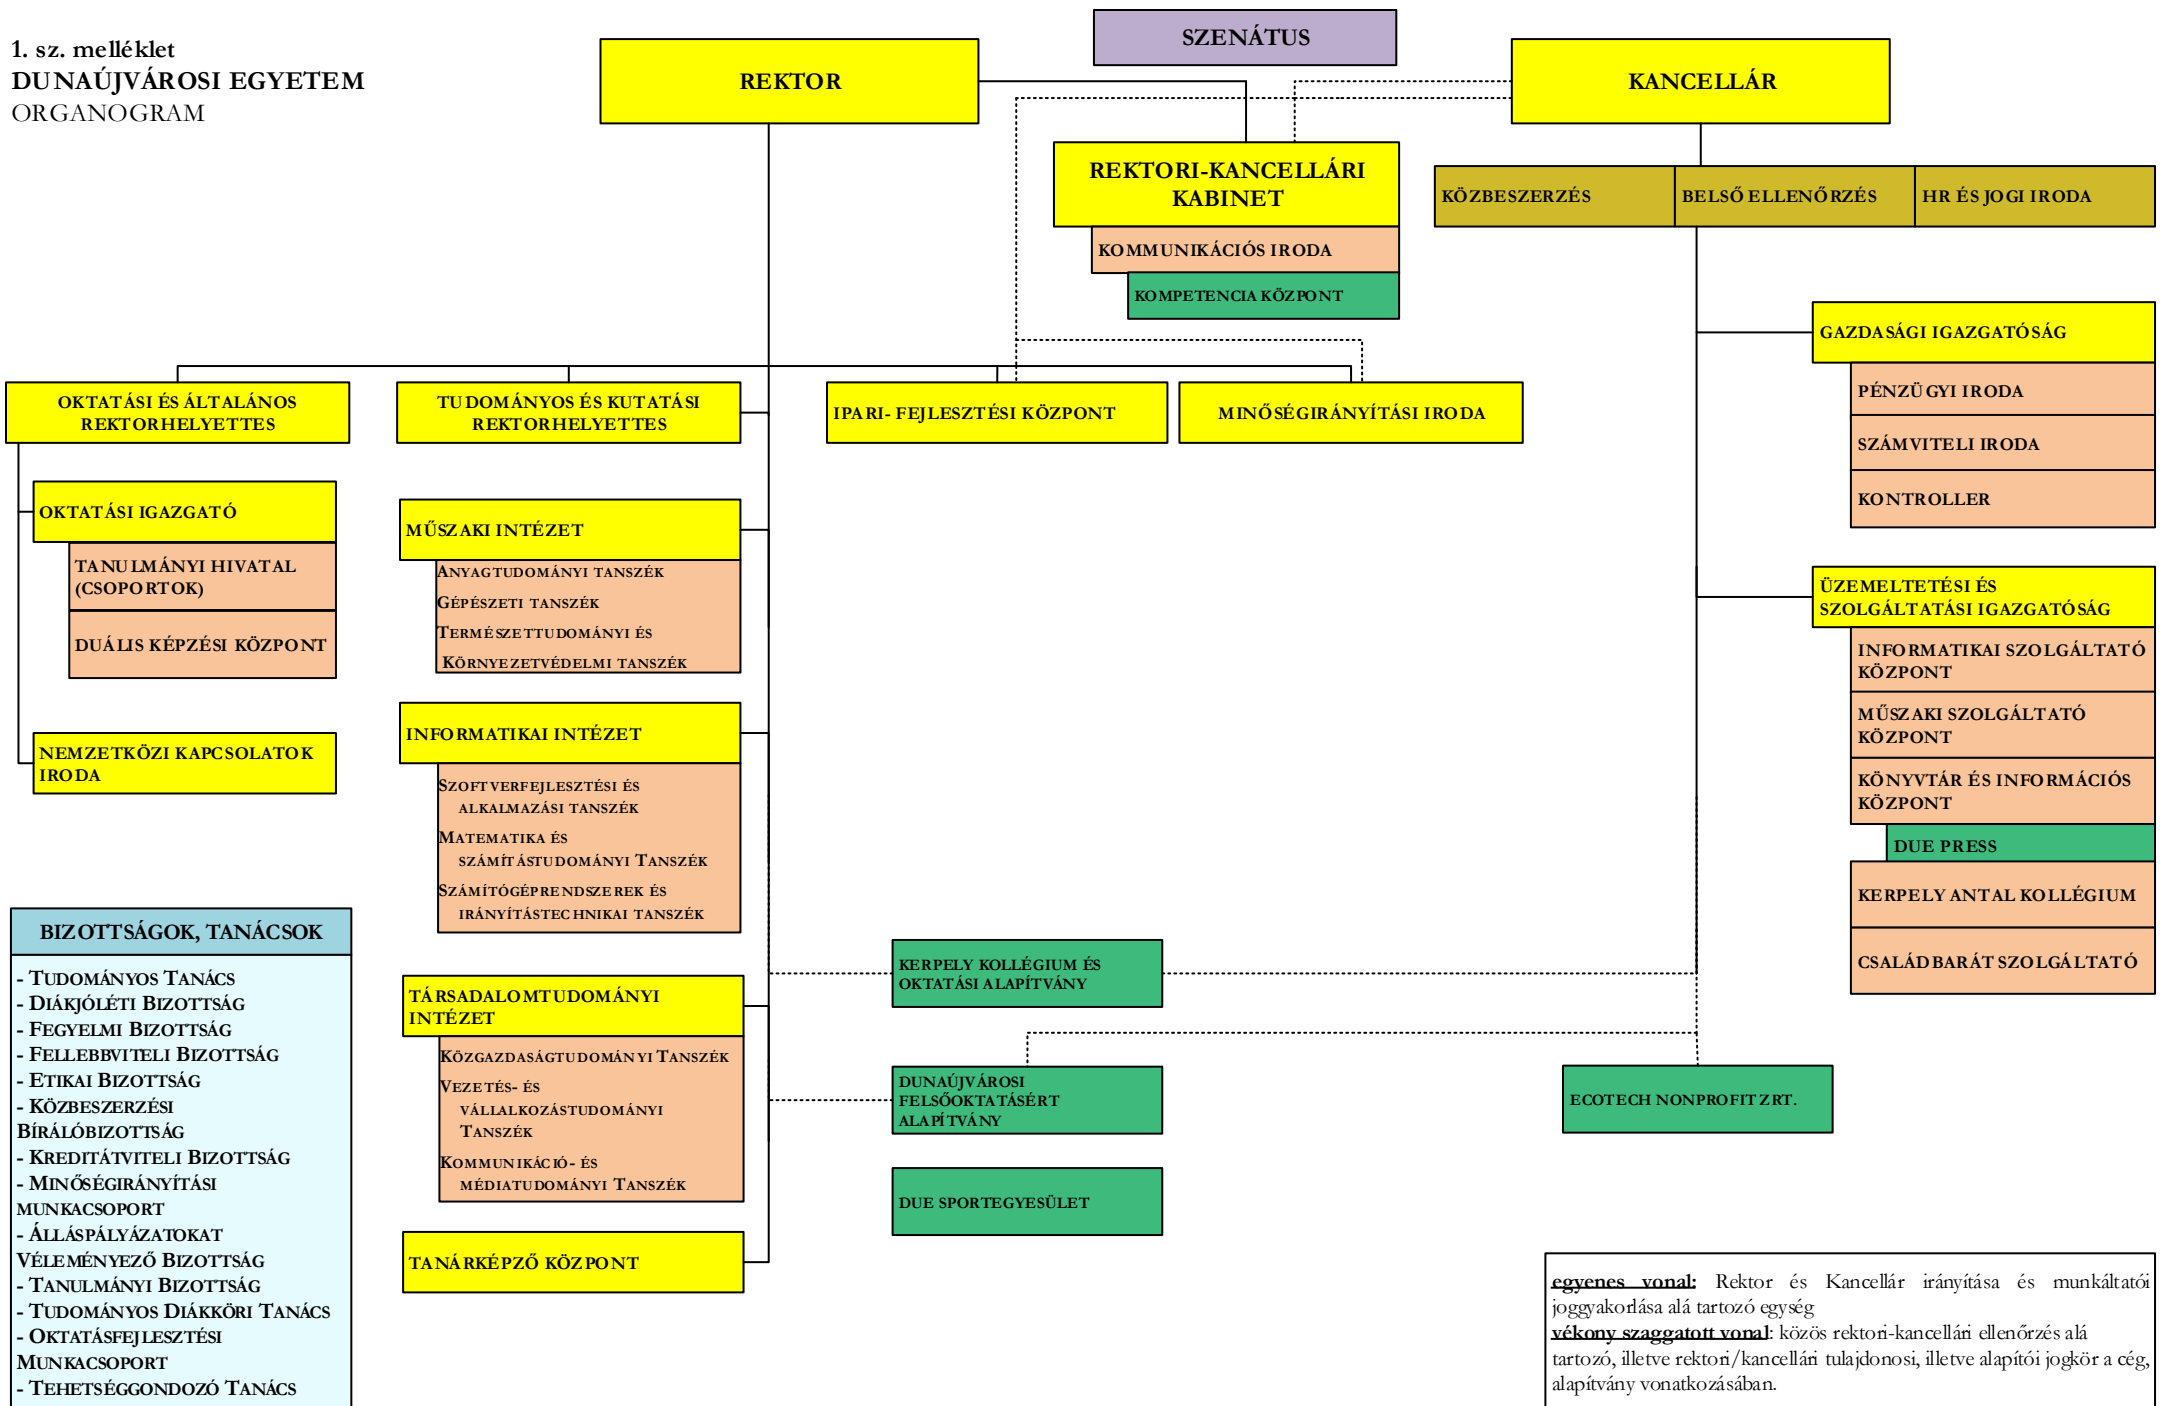 1. sz. melléklet
DUNAÚJVÁROSI EGYETEM
ORGANOGRAM
SZENÁTUS
REKTOR
KANCELLÁR
REKTORI-KANCELLÁRI
KABINET
KOMMUNIKÁCIÓS IRODA
KOMPETENCIA KÖZPONT
KÖZBESZERZÉS
BELSŐ ELLENŐRZÉS
HR ÉS JOGI IRODA
GAZDASÁGI IGAZGATÓSÁG
PÉNZÜGYI IRODA
SZÁMVITELI IRODA
KONTROLLER
OKTATÁSI ÉS ÁLTALÁNOS
REKTORHELYETTES
TUDOMÁNYOS ÉS KUTATÁSI
REKTORHELYETTES
IPARI- FEJLESZTÉSI KÖZPONT
MINŐSÉGIRÁNYÍTÁSI IRODA
OKTATÁSI IGAZGATÓ
TANULMÁNYI HIVATAL
(CSOPORTOK)
DUÁLIS KÉPZÉSI KÖZPONT
NEMZETKÖZI KAPCSOLATOK
IRODA
MŰSZAKI INTÉZET
ANYAGTUDOMÁNYI TANSZÉK
GÉPÉSZETI TANSZÉK
TERMÉSZETTUDOMÁNYI ÉS
KÖRNYEZETVÉDELMI TANSZÉK
INFORMATIKAI INTÉZET
SZOFTVERFEJLESZTÉSI ÉS
ALKALMAZÁSI TANSZÉK
MATEMATIKA ÉS
SZÁMÍTÁSTUDOMÁNYI TANSZÉK
SZÁMÍTÓGÉPRENDSZEREK ÉS
IRÁNYÍTÁSTECHNIKAI TANSZÉK
TÁRSADALOMTUDOMÁNYI
INTÉZET
KÖZGAZDASÁGTUDOMÁNYI TANSZÉK
VEZETÉS- ÉS
VÁLLALKOZÁSTUDOMÁNYI
TANSZÉK
KOMMUNIKÁCIÓ- ÉS
MÉDIATUDOMÁNYI TANSZÉK
TANÁRKÉPZŐ KÖZPONT
ÜZEMELTETÉSI ÉS
SZOLGÁLTATÁSI IGAZGATÓSÁG
INFORMATIKAI SZOLGÁLTATÓ
KÖZPONT
MŰSZAKI SZOLGÁLTATÓ
KÖZPONT
KÖNYVTÁR ÉS INFORMÁCIÓS
KÖZPONT
DUE PRESS
KERPELY ANTAL KOLLÉGIUM
CSALÁDBARÁT SZOLGÁLTATÓ
KERPELY KOLLÉGIUM ÉS
OKTATÁSI ALAPÍTVÁNY
DUNAÚJVÁROSI
FELSŐOKTATÁSÉRT
ALAPÍTVÁNY
DUE SPORTEGYESÜLET
ECOTECH NONPROFIT ZRT.
BIZOTTSÁGOK, TANÁCSOK
- TUDOMÁNYOS TANÁCS
- DIÁKJÓLÉTI BIZOTTSÁG
- FEGYELMI BIZOTTSÁG
- FELLEBBVITELI BIZOTTSÁG
- ETIKAI BIZOTTSÁG
- KÖZBESZERZÉSI
BÍRÁLÓBIZOTTSÁG
- KREDITÁTVITELI BIZOTTSÁG
- MINŐSÉGIRÁNYÍTÁSI
MUNKACSOPORT
- ÁLLÁSPÁLYÁZATOKAT
VÉLEMÉNYEZŐ BIZOTTSÁG
- TANULMÁNYI BIZOTTSÁG
- TUDOMÁNYOS DIÁKKÖRI TANÁCS
- OKTATÁSFEJLESZTÉSI
MUNKACSOPORT
- TEHETSÉGGONDOZÓ TANÁCS
egyenes vonal: Rektor és Kancellár irányítása és munkáltatói
joggyakorlása alá tartozó egység
vékony szaggatott vonal: közös rektori-kancellári ellenőrzés alá
tartozó, illetve rektori/kancellári tulajdonosi, illetve alapítói jogkör a cég,
alapítvány vonatkozásában.